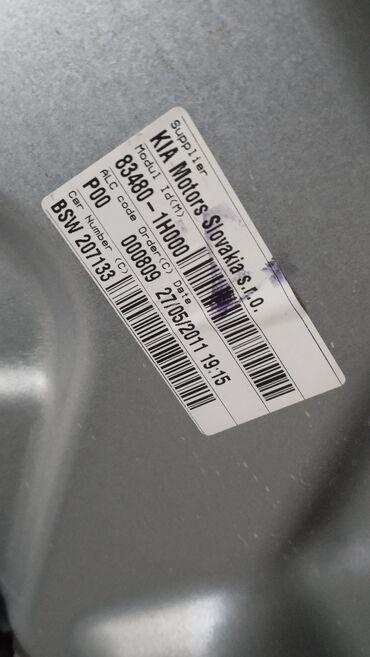 Supplier
KIA Motors Slovakia s.r.o.
Modul Id(M)
83480-1H000
ALC code Order(C) Date
P00 000809 27/05/2011 19:15
Car Number (C)
BSW 207133